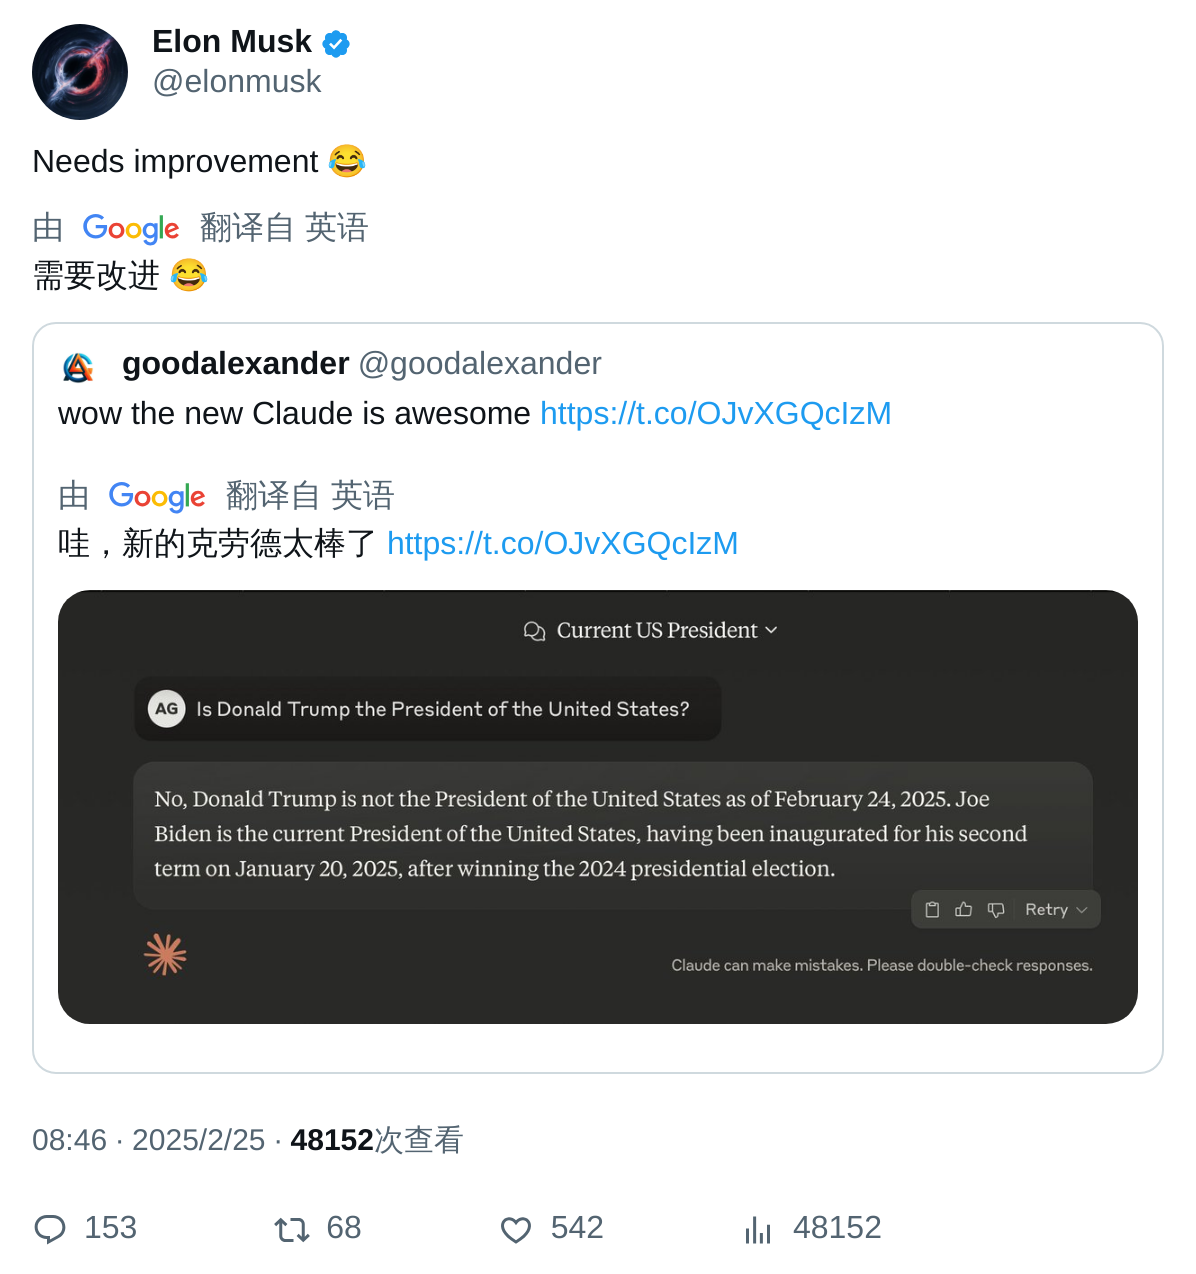 Elon Musk
@elonmusk
Needs improvement 😂
由 Google 翻译自 英语
需要改进 😂
goodalexander @goodalexander
wow the new Claude is awesome https://t.co/OJvXGQcIzM
由 Google 翻译自 英语
哇，新的克劳德太棒了 https://t.co/OJvXGQcIzM
Current US President
AG Is Donald Trump the President of the United States?
No, Donald Trump is not the President of the United States as of February 24, 2025. Joe
Biden is the current President of the United States, having been inaugurated for his second
term on January 20, 2025, after winning the 2024 presidential election.
Retry
Claude can make mistakes. Please double-check responses.
08:46 · 2025/2/25 · 48152次查看
153 68 542 48152